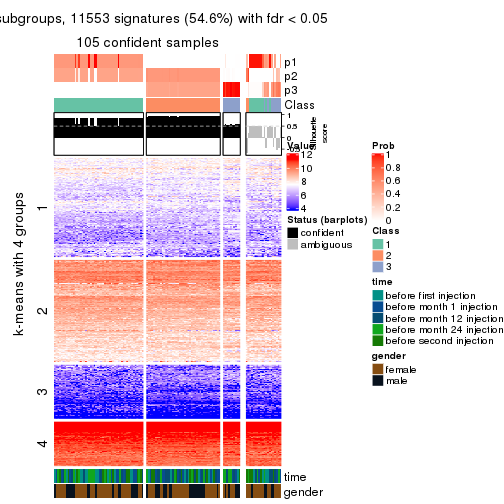 subgroups, 11553 signatures (54.6%) with fdr < 0.05
105 confident samples
p1
p2
p3
Class
1
0.5
0
-0.5
Silhouette
score
k-means with 4 groups
1
2
3
4
Value
12
10
8
6
4
Status (barplots)
confident
ambiguous
Prob
1
0.8
0.6
0.4
0.2
0
Class
1
2
3
time
before first injection
before month 1 injection
before month 12 injection
before month 24 injection
before second injection
gender
female
male
time
gender